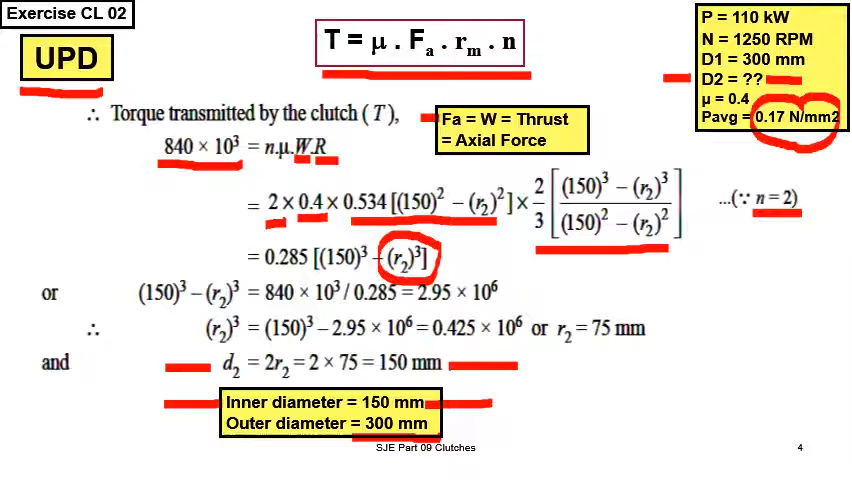 Exercise CL 02
UPD
T = μ . Fₐ . rₘ . n
P = 110 kW
N = 1250 RPM
D1 = 300 mm
D2 = ??
μ = 0.4
Pavg = 0.17 N/mm2
∴ Torque transmitted by the clutch (T),
Fa = W = Thrust
= Axial Force
840 × 10³ = n.μ.W.R
= 2 × 0.4 × 0.534 [(150)² – (r₂)²] × 2/3 [(150)³ – (r₂)³ / (150)² – (r₂)²] ...(∵ n = 2)
= 0.285 [(150)³ – (r₂)³]
or (150)³ – (r₂)³ = 840 × 10³ / 0.285 = 2.95 × 10⁶
∴ (r₂)³ = (150)³ – 2.95 × 10⁶ = 0.425 × 10⁶ or r₂ = 75 mm
and d₂ = 2r₂ = 2 × 75 = 150 mm
Inner diameter = 150 mm
Outer diameter = 300 mm
SJE Part 09 Clutches
4